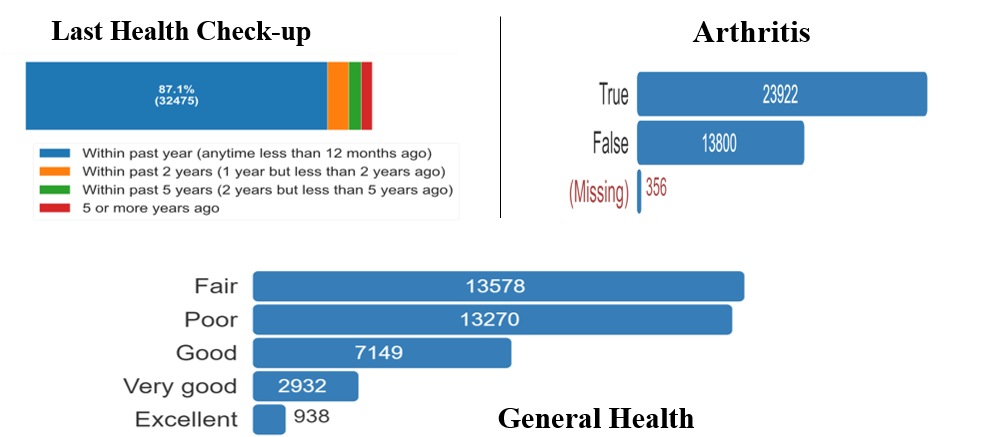 Last Health Check-up
87.1%
(32475)
Within past year (anytime less than 12 months ago)
Within past 2 years (1 year but less than 2 years ago)
Within past 5 years (2 years but less than 5 years ago)
5 or more years ago
Arthritis
True 23922
False 13800
(Missing) 356
Fair 13578
Poor 13270
Good 7149
Very good 2932
Excellent 938
General Health